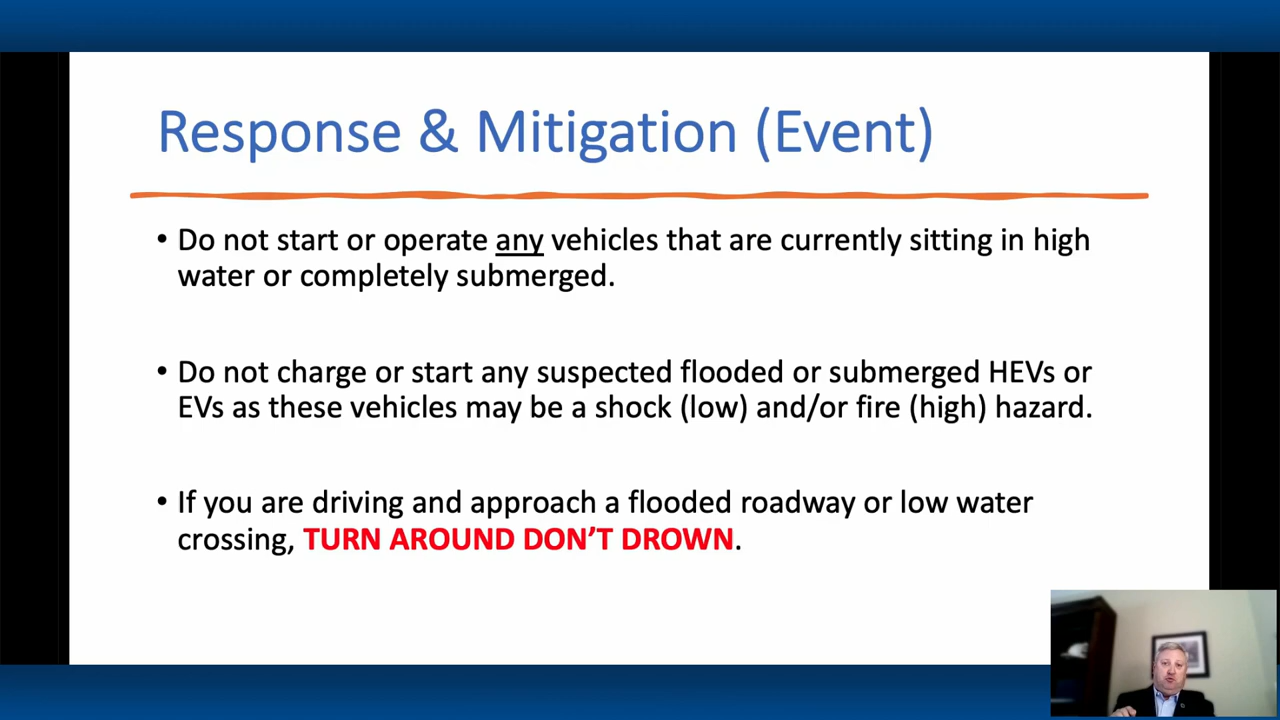 Response & Mitigation (Event)
• Do not start or operate any vehicles that are currently sitting in high
water or completely submerged.
• Do not charge or start any suspected flooded or submerged HEVs or
EVs as these vehicles may be a shock (low) and/or fire (high) hazard.
• If you are driving and approach a flooded roadway or low water
crossing, TURN AROUND DON’T DROWN.